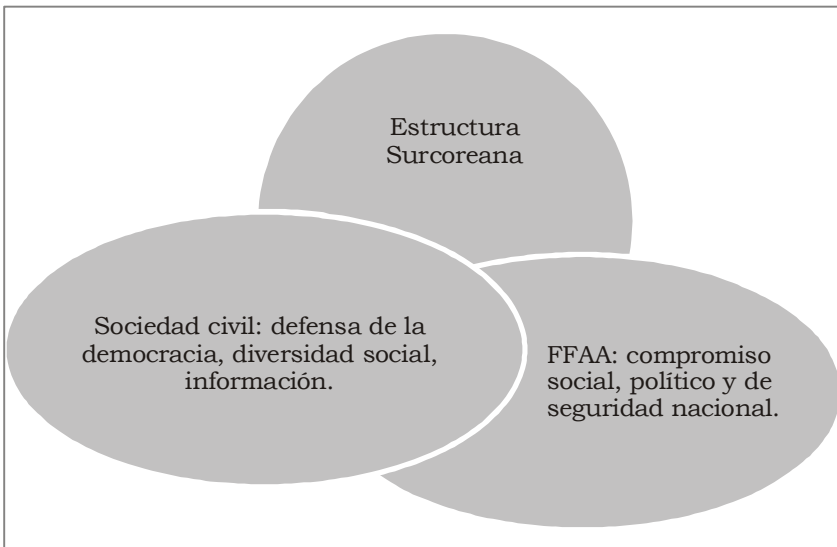 Estructura
Surcoreana
Sociedad civil: defensa de la
democracia, diversidad social,
información.
FFAA: compromiso
social, político y de
seguridad nacional.